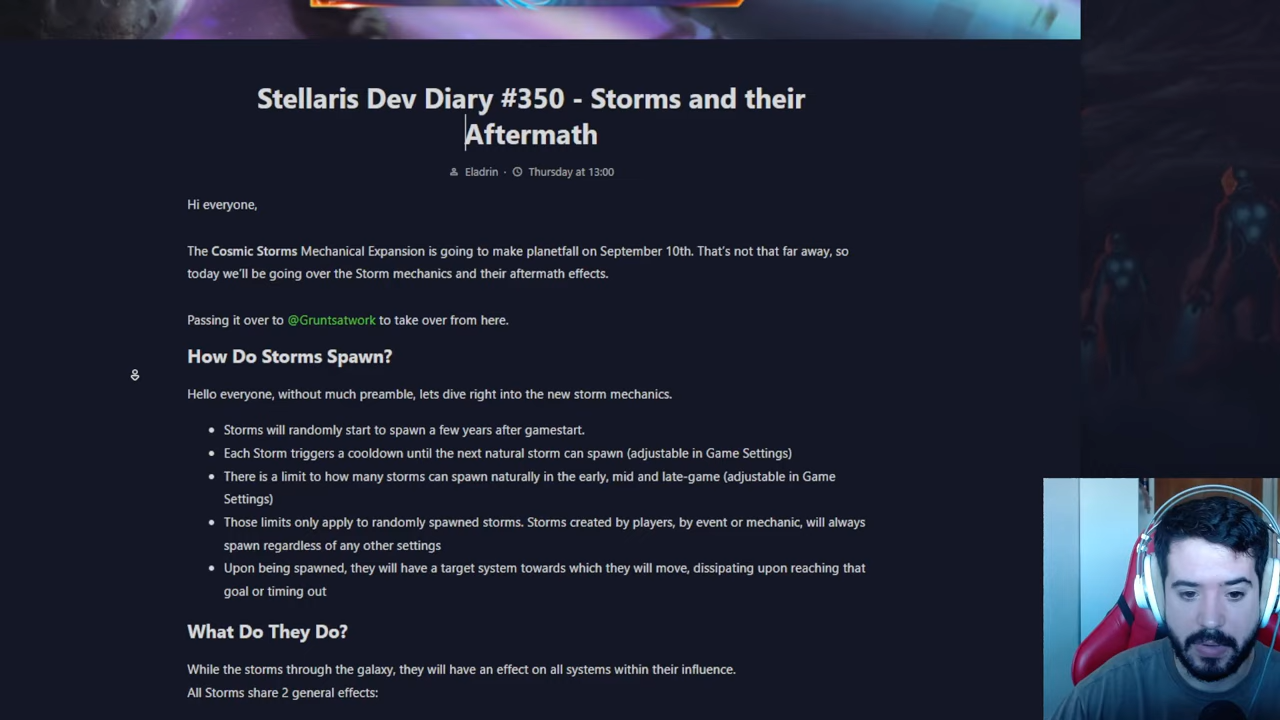 Stellaris Dev Diary #350 - Storms and their
Aftermath
Eladrin · Thursday at 13:00
Hi everyone,
The Cosmic Storms Mechanical Expansion is going to make planetfall on September 10th. That's not that far away, so
today we'll be going over the Storm mechanics and their aftermath effects.
Passing it over to @Gruntsatwork to take over from here.
How Do Storms Spawn?
Hello everyone, without much preamble, lets dive right into the new storm mechanics.
• Storms will randomly start to spawn a few years after gamestart.
• Each Storm triggers a cooldown until the next natural storm can spawn (adjustable in Game Settings)
• There is a limit to how many storms can spawn naturally in the early, mid and late-game (adjustable in Game
Settings)
• Those limits only apply to randomly spawned storms. Storms created by players, by event or mechanic, will always
spawn regardless of any other settings
• Upon being spawned, they will have a target system towards which they will move, dissipating upon reaching that
goal or timing out
What Do They Do?
While the storms through the galaxy, they will have an effect on all systems within their influence.
All Storms share 2 general effects: